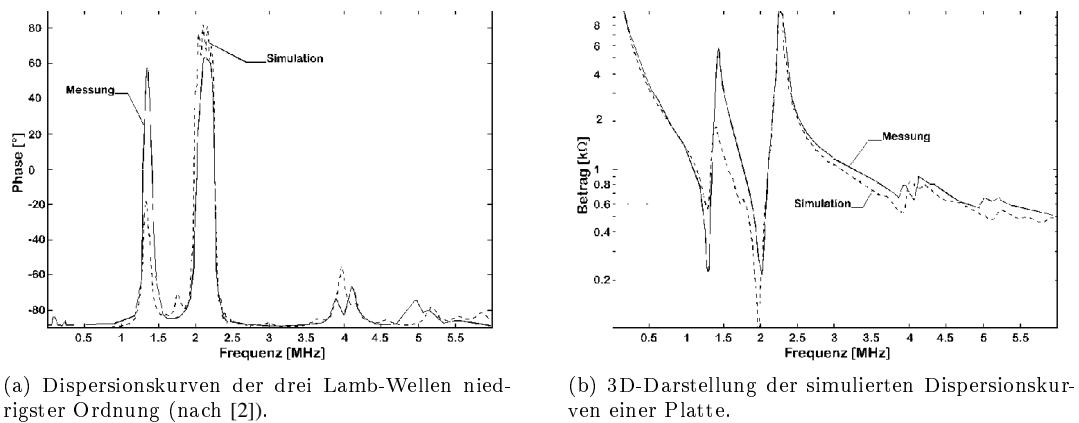 80
60
40
20
0
-20
-40
-60
-80
Phase [°]
Messung
Simulation
0.5 1 1.5 2 2.5 3 3.5 4 4.5 5 5.5
Frequenz [MHz]
8
6
4
2
1
0.8
0.6
0.4
0.2
Betrag [kΩ]
Messung
Simulation
0.5 1 1.5 2 2.5 3 3.5 4 4.5 5 5.5
Frequenz [MHz]
(a) Dispersionskurven der drei Lamb-Wellen nied-
rigster Ordnung (nach [2]).
(b) 3D-Darstellung der simulierten Dispersionskur-
ven einer Platte.